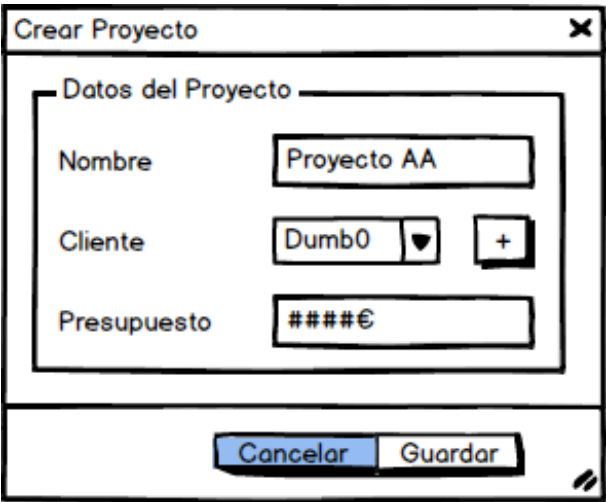 Crear Proyecto
Datos del Proyecto
Nombre Proyecto AA
Cliente Dumb0 +
Presupuesto ####€
Cancelar Guardar